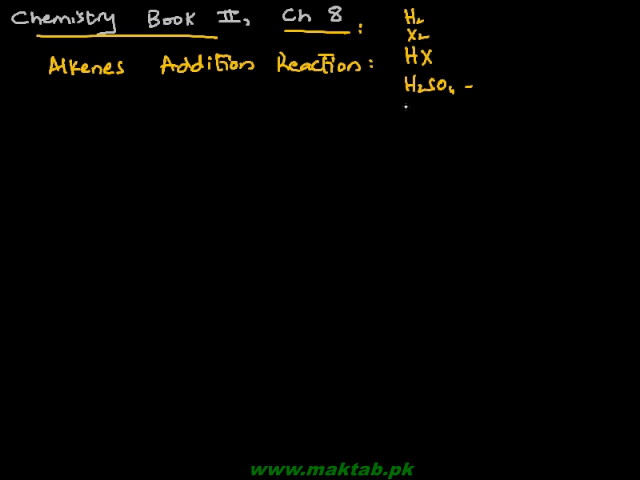 Chemistry Book II, Ch 8 :
Alkenes Addition Reaction :
H₂
X₂
HX
H₂SO₄ -
www.maktab.pk